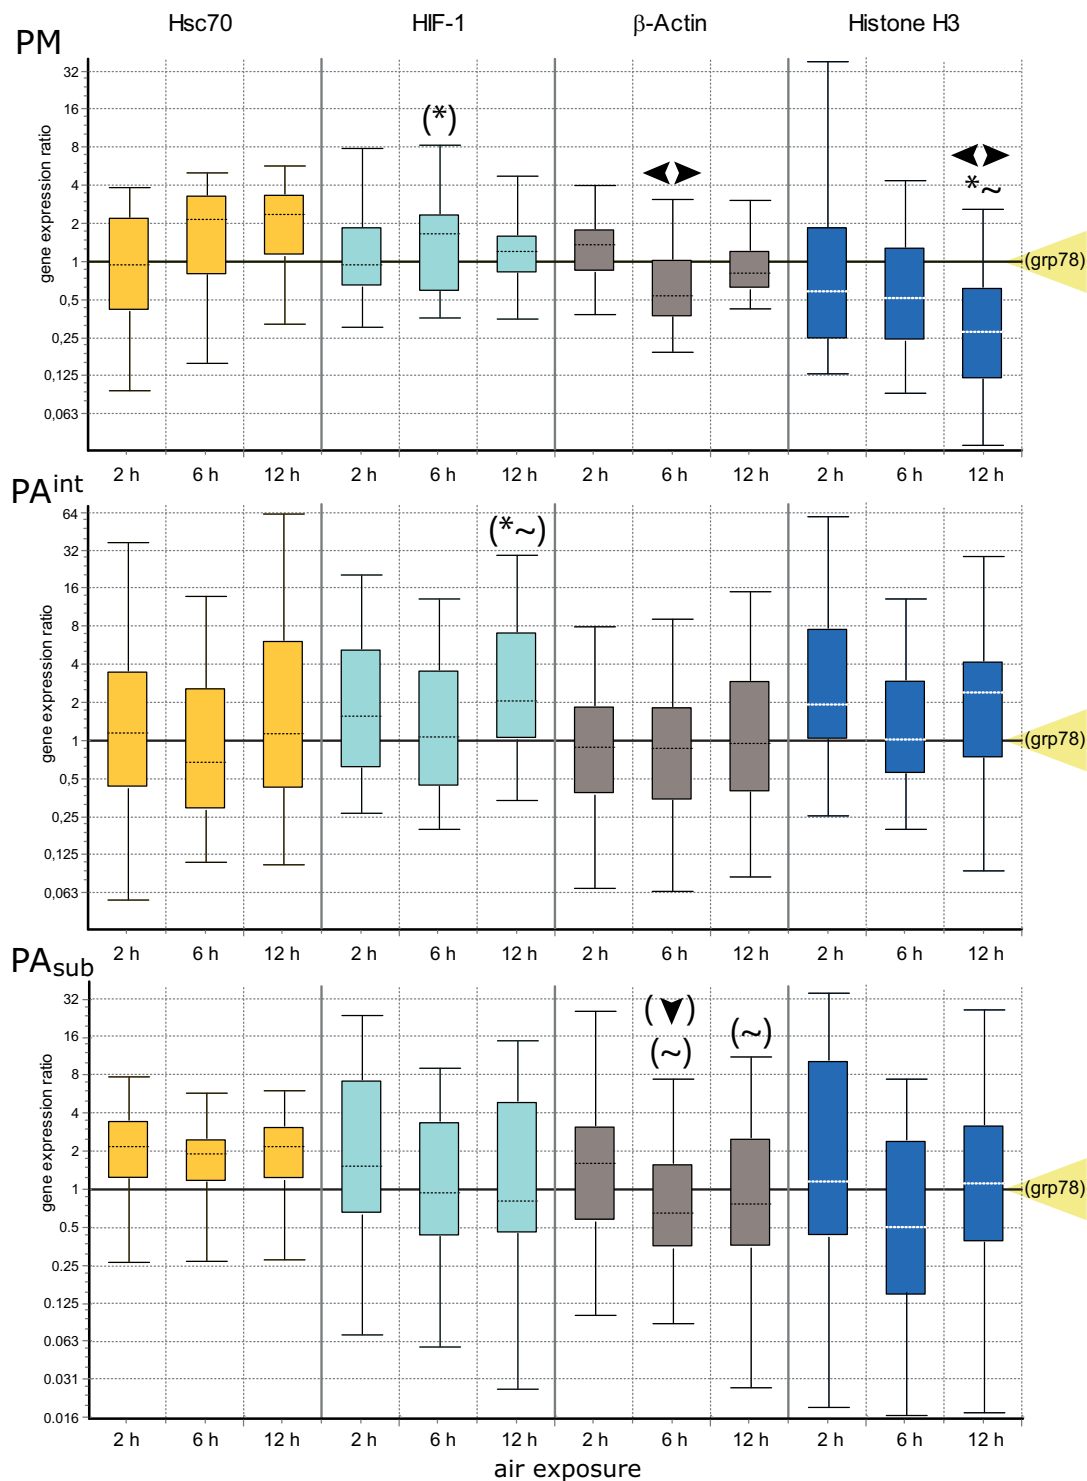 Hsc70 HIF-1 β-Actin Histone H3
PM
gene expression ratio
32
16
8
4
2
1
0,5
0,25
0,125
0,063
(*)
*~
(grp78)
2 h 6 h 12 h 2 h 6 h 12 h 2 h 6 h 12 h 2 h 6 h 12 h
PAint
gene expression ratio
64
32
16
8
4
2
1
0,5
0,25
0,125
0,063
(*~)
(grp78)
2 h 6 h 12 h 2 h 6 h 12 h 2 h 6 h 12 h 2 h 6 h 12 h
PAsub
gene expression ratio
32
16
8
4
2
1
0.5
0.25
0.125
0.063
0.031
0.016
(~) (~)
(grp78)
2 h 6 h 12 h 2 h 6 h 12 h 2 h 6 h 12 h 2 h 6 h 12 h
air exposure